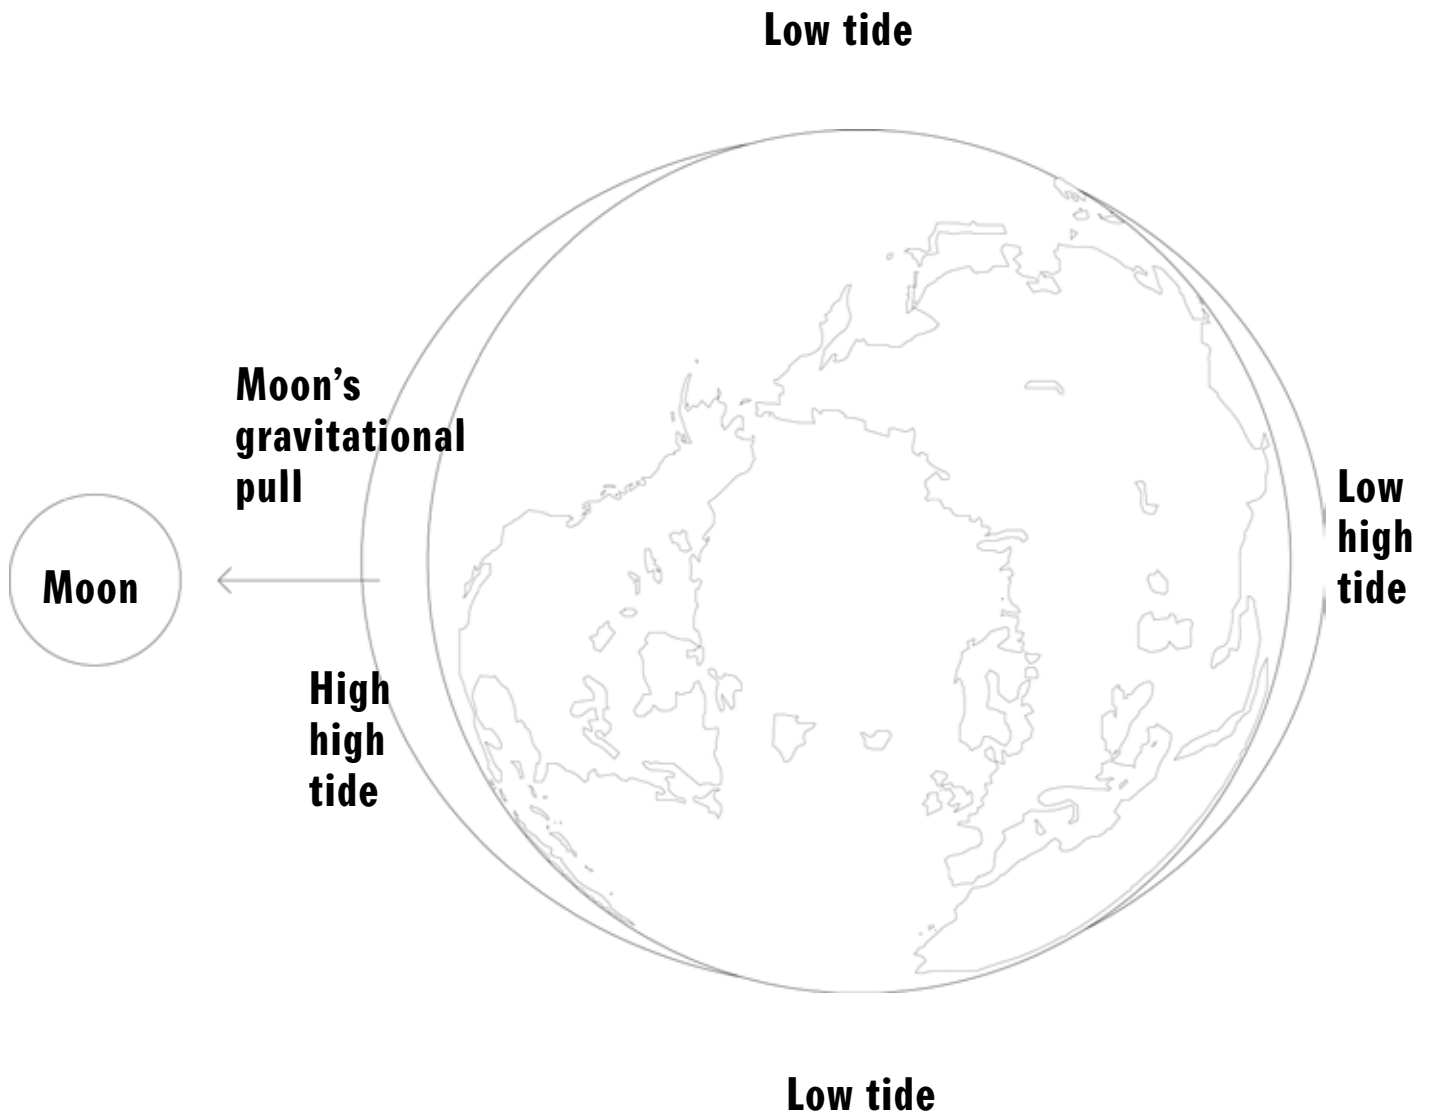 Low tide
Moon’s
gravitational
pull
Low
high
tide
Moon
High
high
tide
Low tide